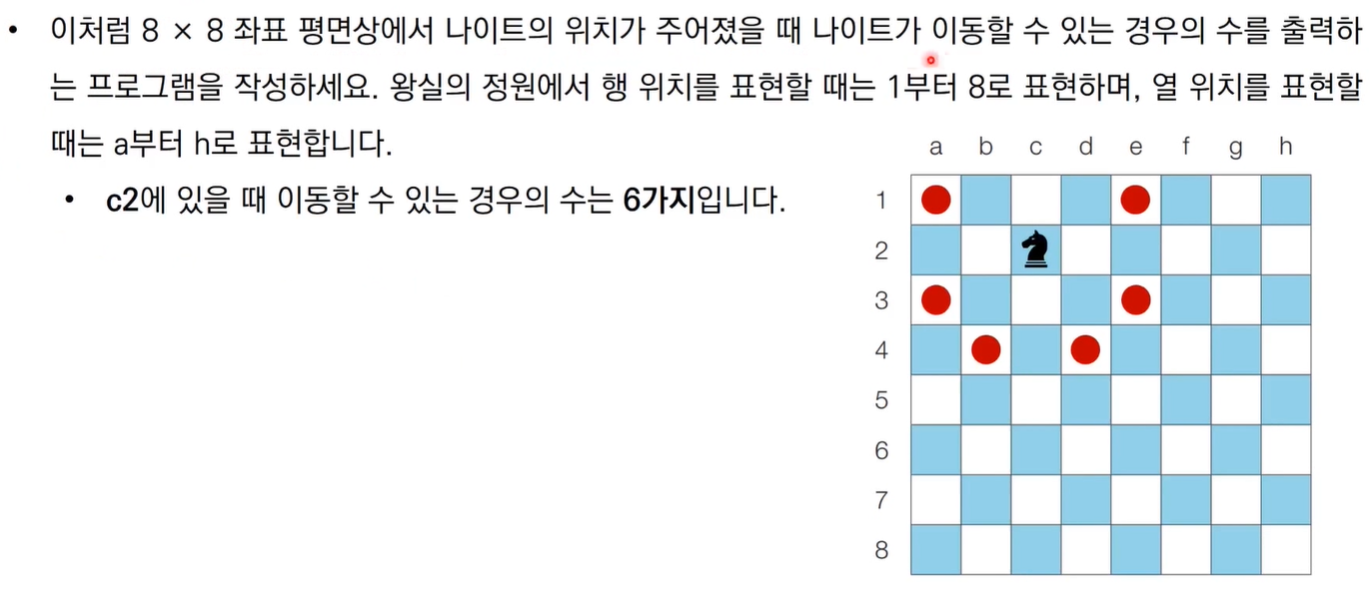 • 이처럼 8 × 8 좌표 평면상에서 나이트의 위치가 주어졌을 때 나이트가 이동할 수 있는 경우의 수를 출력하
는 프로그램을 작성하세요. 왕실의 정원에서 행 위치를 표현할 때는 1부터 8로 표현하며, 열 위치를 표현할
때는 a부터 h로 표현합니다.
• c2에 있을 때 이동할 수 있는 경우의 수는 6가지입니다.
a b c d e f g h
1
2
3
4
5
6
7
8